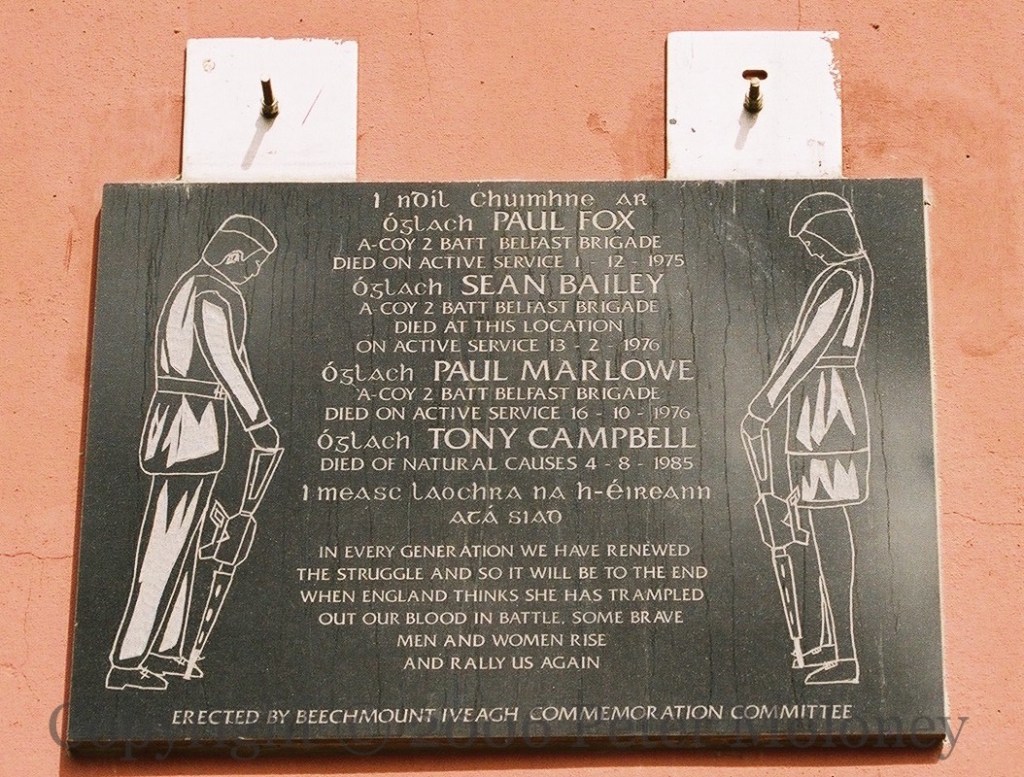 I ndíl Chuimhne ar
Óglach PAUL FOX
A-COY 2 BATT BELFAST BRIGADE
DIED ON ACTIVE SERVICE 1 - 12 - 1975
Óglach SEAN BAILEY
A-COY 2 BATT BELFAST BRIGADE
DIED AT THIS LOCATION
ON ACTIVE SERVICE 13 - 2 - 1976
Óglach PAUL MARLOWE
A-COY 2 BATT BELFAST BRIGADE
DIED ON ACTIVE SERVICE 16 - 10 - 1976
Óglach TONY CAMPBELL
DIED OF NATURAL CAUSES 4 - 8 - 1985
I measc laochra na h-Éireann
atá siad
IN EVERY GENERATION WE HAVE RENEWED
THE STRUGGLE AND SO IT WILL BE TO THE END
WHEN ENGLAND THINKS SHE HAS TRAMPLED
OUT OUR BLOOD IN BATTLE, SOME BRAVE
MEN AND WOMEN RISE
AND RALLY US AGAIN
ERECTED BY BEECHMOUNT IVEAGH COMMEMORATION COMMITTEE
Copyright © 2006 Peter Moloney